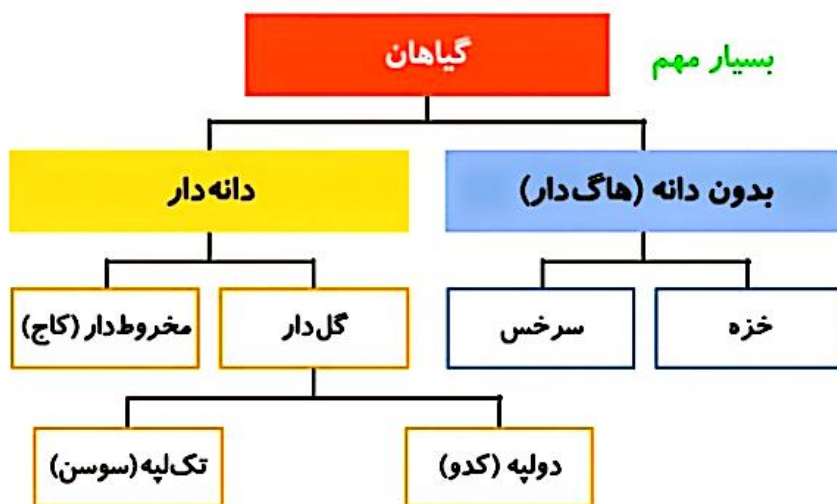 گیاهان
بسیار مهم
بدون دانه (هاگ‌دار)
دانه‌دار
خزه
سرخس
گل‌دار
مخروط‌دار (کاج)
دولپه (کدو)
تک‌لپه (سوسن)